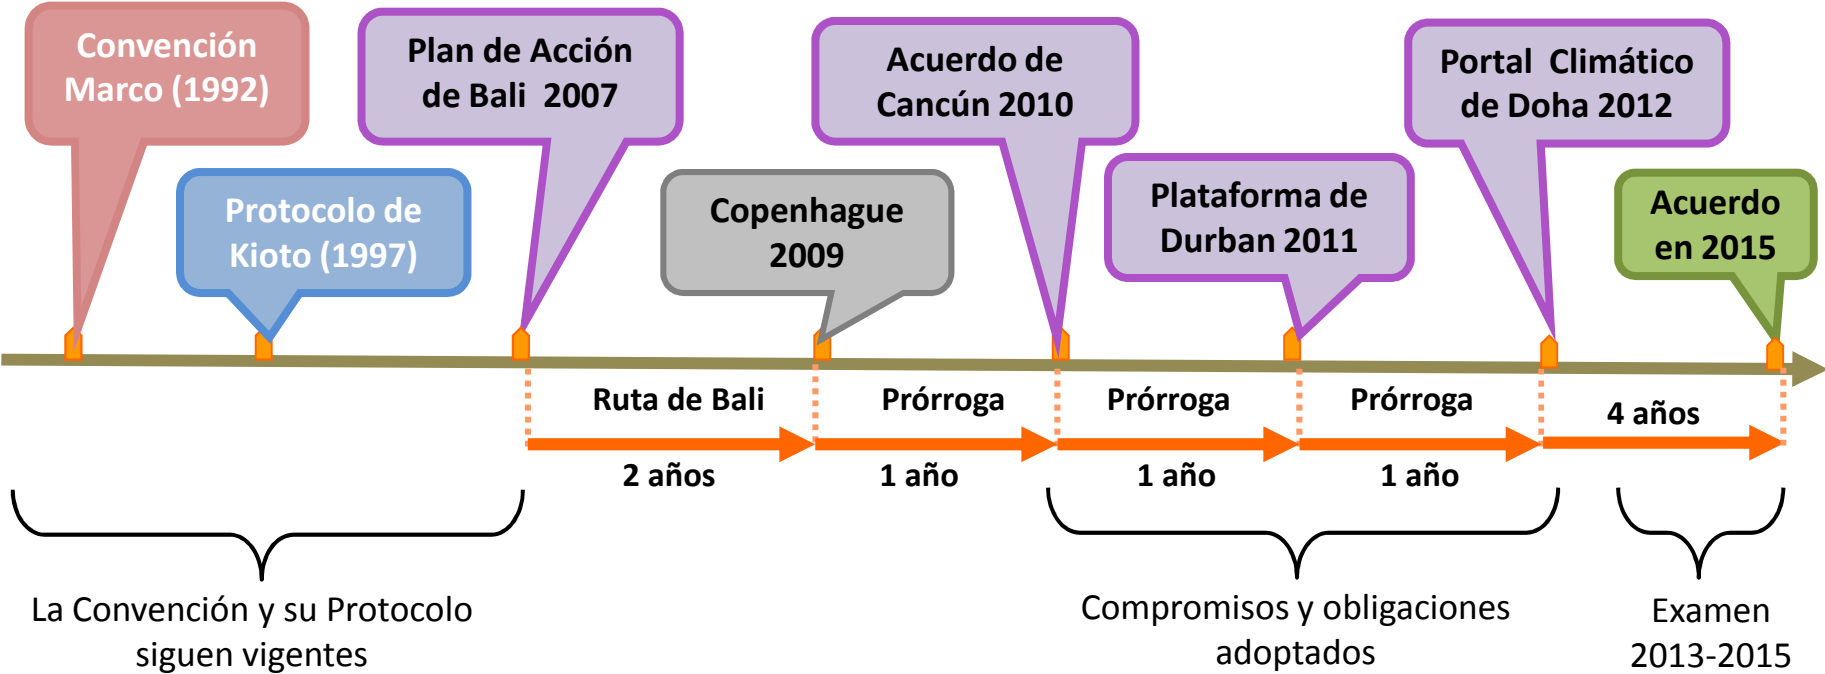 Convención
Marco (1992)
Protocolo de
Kioto (1997)
Plan de Acción
de Bali 2007
Copenhague
2009
Acuerdo de
Cancún 2010
Plataforma de
Durban 2011
Portal Climático
de Doha 2012
Acuerdo
en 2015
Ruta de Bali
2 años
Prórroga
1 año
Prórroga
1 año
Prórroga
1 año
4 años
La Convención y su Protocolo
siguen vigentes
Compromisos y obligaciones
adoptados
Examen
2013-2015